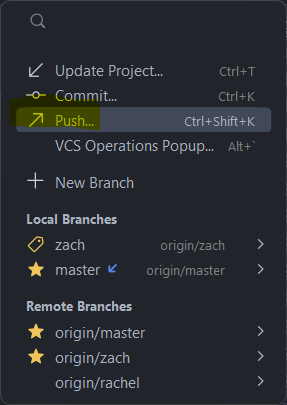 Update Project... Ctrl+T
Commit... Ctrl+K
Push... Ctrl+Shift+K
VCS Operations Popup... Alt+`
New Branch
Local Branches
zach origin/zach
master origin/master
Remote Branches
origin/master
origin/zach
origin/rachel